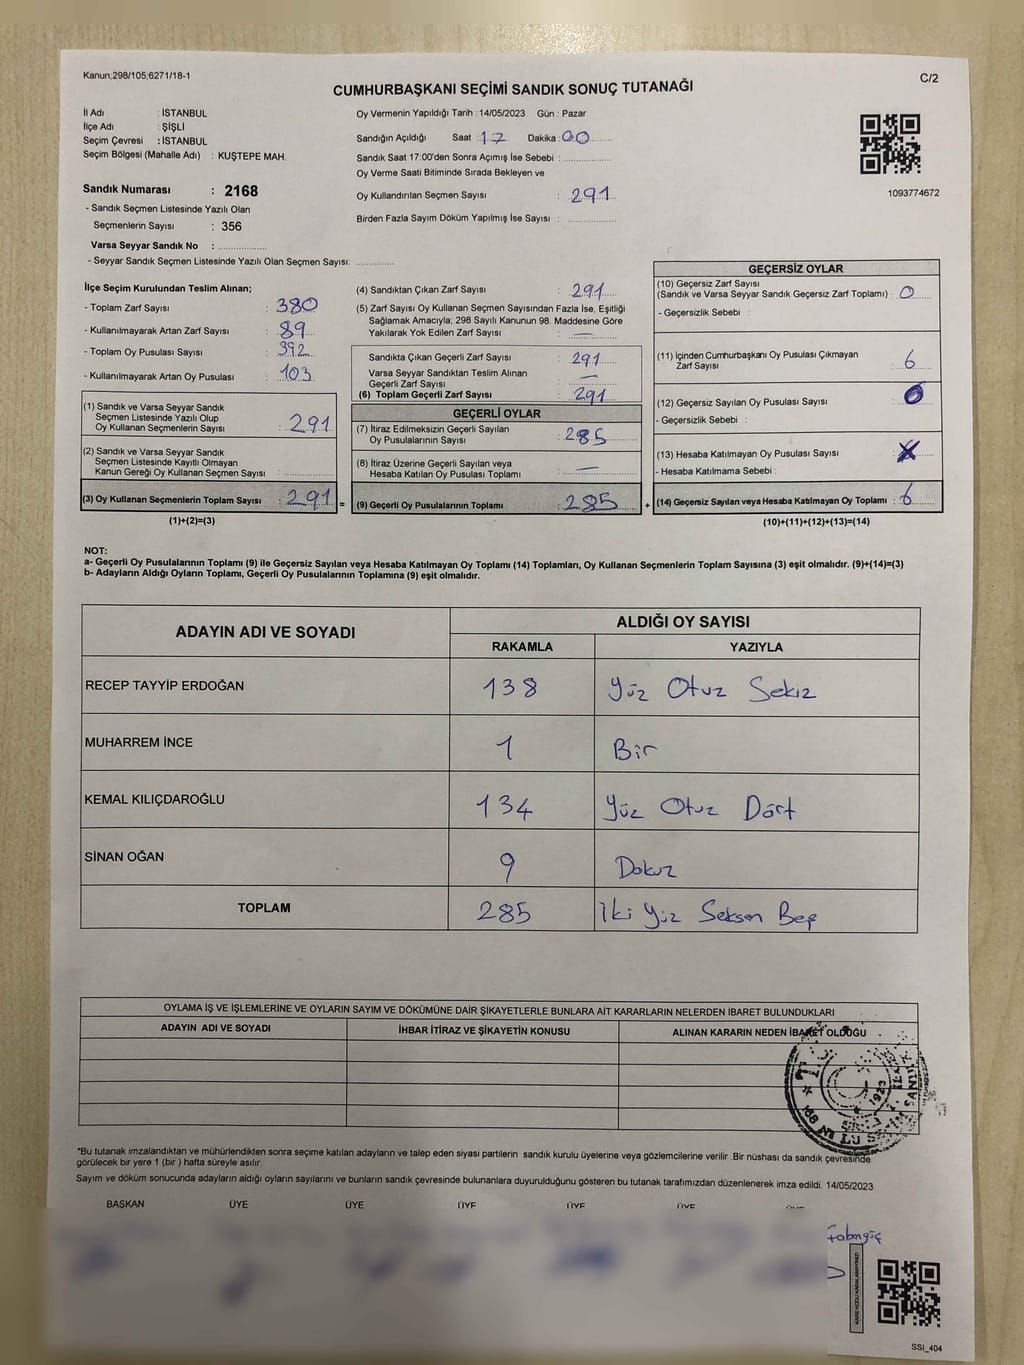 Kanun;298/105;6271/18-1
C/2
CUMHURBAŞKANI SEÇİMİ SANDIK SONUÇ TUTANAĞI
İl Adı : İSTANBUL
İlçe Adı : ŞİŞLİ
Seçim Çevresi : İSTANBUL
Seçim Bölgesi (Mahalle Adı) : KUŞTEPE MAH.
Sandık Numarası : 2168
- Sandık Seçmen Listesinde Yazılı Olan
Seçmenlerin Sayısı : 356
Varsa Seyyar Sandık No : ..................
- Seyyar Sandık Seçmen Listesinde Yazılı Olan Seçmen Sayısı: ..............
Oy Vermenin Yapıldığı Tarih : 14/05/2023 Gün : Pazar
Sandığın Açıldığı Saat : 17 Dakika : 00
Sandık Saat 17:00'den Sonra Açımış İse Sebebi : ..................
Oy Verme Saati Bitiminde Sırada Bekleyen ve
Oy Kullandırılan Seçmen Sayısı : 291
Birden Fazla Sayım Döküm Yapılmış İse Sayısı : ..................
1093774672
İlçe Seçim Kurulundan Teslim Alınan;
- Toplam Zarf Sayısı : 380
- Kullanılmayarak Artan Zarf Sayısı : 89
- Toplam Oy Pusulası Sayısı : 392
- Kullanılmayarak Artan Oy Pusulası : 103
(1) Sandık ve Varsa Seyyar Sandık
Seçmen Listesinde Yazılı Olup
Oy Kullanan Seçmenlerin Sayısı : 291
(2) Sandık ve Varsa Seyyar Sandık
Seçmen Listesinde Kayıtlı Olmayan
Kanun Gereği Oy Kullanan Seçmen Sayısı : ..............
(3) Oy Kullanan Seçmenlerin Toplam Sayısı : 291 =
(1)+(2)=(3)
(4) Sandıktan Çıkan Zarf Sayısı : 291
(5) Zarf Sayısı Oy Kullanan Seçmen Sayısından Fazla İse, Eşitliği
Sağlamak Amacıyla; 298 Sayılı Kanunun 98. Maddesine Göre
Yakılarak Yok Edilen Zarf Sayısı : —
Sandıkta Çıkan Geçerli Zarf Sayısı : 291
Varsa Seyyar Sandıktan Teslim Alınan
Geçerli Zarf Sayısı : —
(6) Toplam Geçerli Zarf Sayısı : 291
GEÇERLİ OYLAR
(7) İtiraz Edilmeksizin Geçerli Sayılan
Oy Pusulalarının Sayısı : 285
(8) İtiraz Üzerine Geçerli Sayılan veya
Hesaba Katılan Oy Pusulası Toplamı : —
(9) Geçerli Oy Pusulalarının Toplamı : 285 +
GEÇERSİZ OYLAR
(10) Geçersiz Zarf Sayısı
(Sandık ve Varsa Seyyar Sandık Geçersiz Zarf Toplamı) : 0
- Geçersizlik Sebebi :
(11) İçinden Cumhurbaşkanı Oy Pusulası Çıkmayan
Zarf Sayısı : 6
(12) Geçersiz Sayılan Oy Pusulası Sayısı : 0
- Geçersizlik Sebebi :
(13) Hesaba Katılmayan Oy Pusulası Sayısı : X
- Hesaba Katılmama Sebebi :
(14) Geçersiz Sayılan veya Hesaba Katılmayan Oy Toplamı : 6
(10)+(11)+(12)+(13)=(14)
NOT:
a- Geçerli Oy Pusulalarının Toplamı (9) ile Geçersiz Sayılan veya Hesaba Katılmayan Oy Toplamı (14) Toplamları, Oy Kullanan Seçmenlerin Toplam Sayısına (3) eşit olmalıdır. (9)+(14)=(3)
b- Adayların Aldığı Oyların Toplamı, Geçerli Oy Pusulalarının Toplamına (9) eşit olmalıdır.
ADAYIN ADI VE SOYADI
ALDIĞI OY SAYISI
RAKAMLA YAZIYLA
RECEP TAYYİP ERDOĞAN 138 Yüz Otuz Sekiz
MUHARREM İNCE 1 Bir
KEMAL KILIÇDAROĞLU 134 Yüz Otuz Dört
SİNAN OĞAN 9 Dokuz
TOPLAM 285 İki Yüz Seksen Beş
OYLAMA İŞ VE İŞLEMLERİNE VE OYLARIN SAYIM VE DÖKÜMÜNE DAİR ŞİKAYETLERLE BUNLARA AİT KARARLARIN NELERDEN İBARET BULUNDUKLARI
ADAYIN ADI VE SOYADI İHBAR İTİRAZ VE ŞİKAYETİN KONUSU ALINAN KARARIN NEDEN İBARET OLDUĞU
T.C.
1923
*Bu tutanak imzalandıktan ve mühürlendikten sonra seçime katılan adayların ve talep eden siyasi partilerin sandık kurulu üyelerine veya gözlemcilerine verilir .Bir nüshası da sandık çevresinde
görülecek bir yere 1 (bir ) hafta süreyle asılır.
Sayım ve döküm sonucunda adayların aldığı oyların sayılarını ve bunların sandık çevresinde bulunanlara duyurulduğunu gösteren bu tutanak tarafımızdan düzenlenerek imza edildi. 14/05/2023
BAŞKAN ÜYE ÜYE ÜYE ÜYE ÜYE
KARE KODU KARALAMAYINIZ!
SSI_404